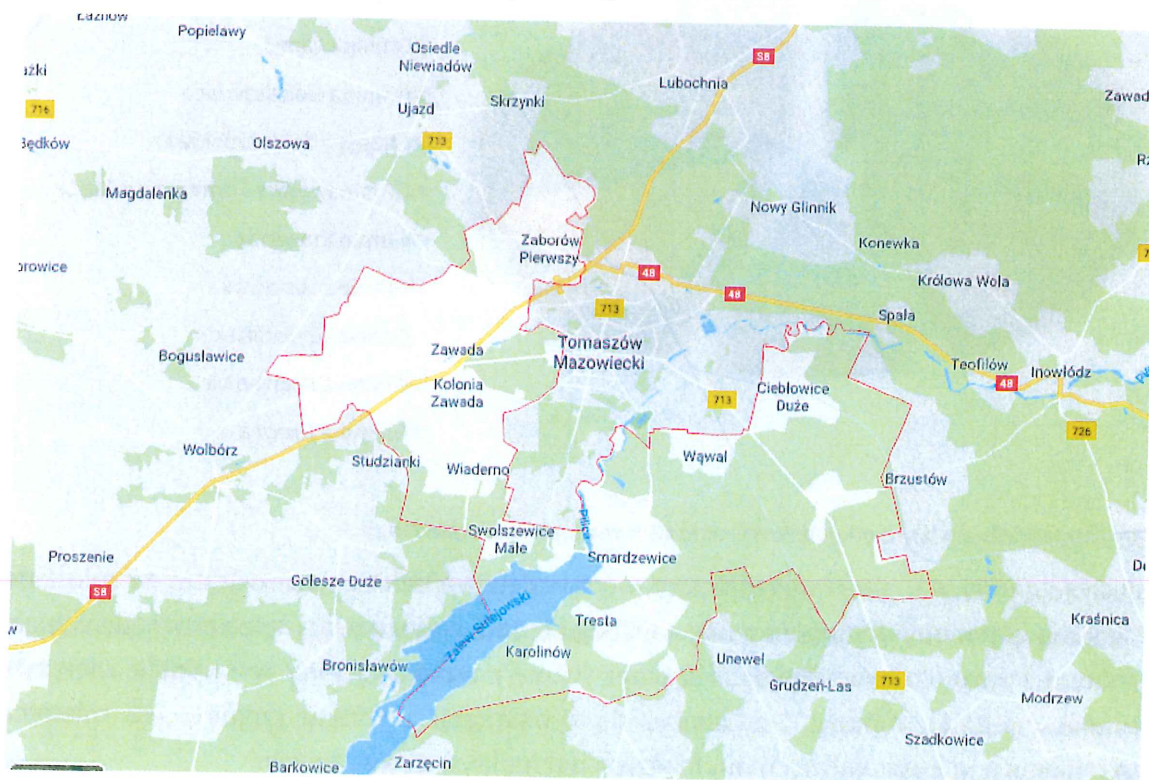 Popielawy
Osiedle
Niewiadów
S8
Lubochnia
716
Ujazd
Skrzynki
713
Olszowa
Magdalenka
Nowy Glinnik
Zaborów
Pierwszy
Konewka
48
48
Królowa Wola
713
Spała
Bogusławice
Zawada
Tomaszów
Mazowiecki
Teofilów
Inowłódz
48
Kolonia
Zawada
Ciebłowice
Duże
713
726
Wolbórz
Studzianki
Wiaderno
Wąwał
Brzustów
Pilica
Swolszewice
Małe
Smardzewice
Proszenie
S8
Golesze Duże
Zalew Sulejowski
Tresta
Kraśnica
Karolinów
Bronisławów
Unewel
Grudzeń-Las
713
Modrzew
Szadkowice
Barkowice
Zarzęcin